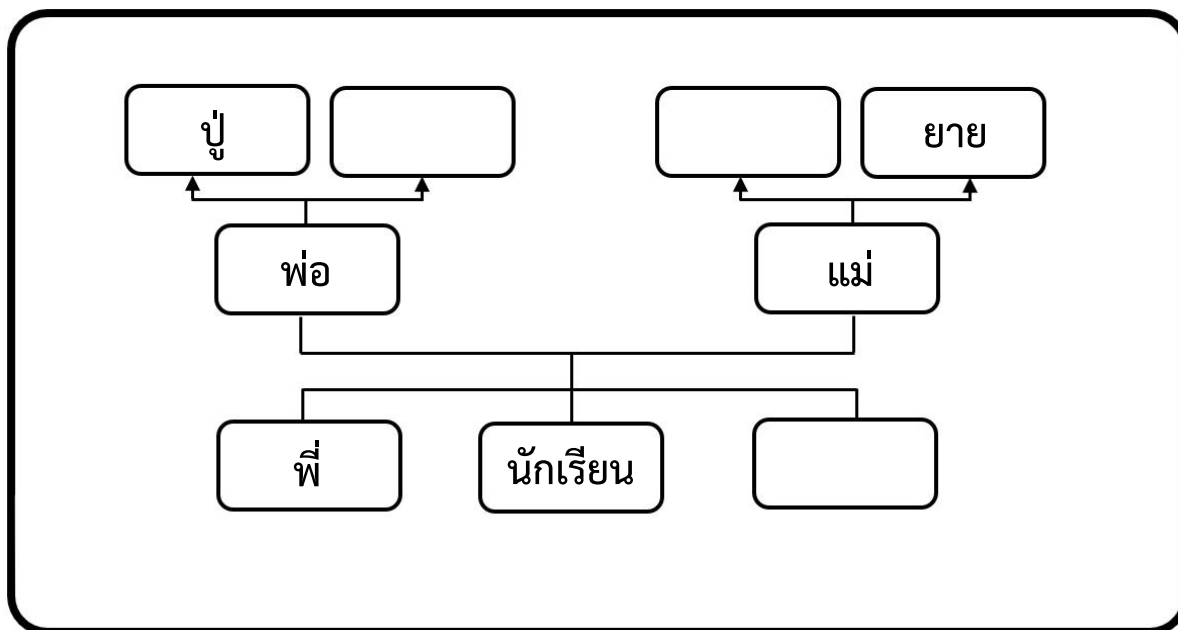 ปู่
ยาย
พ่อ
แม่
พี่
นักเรียน